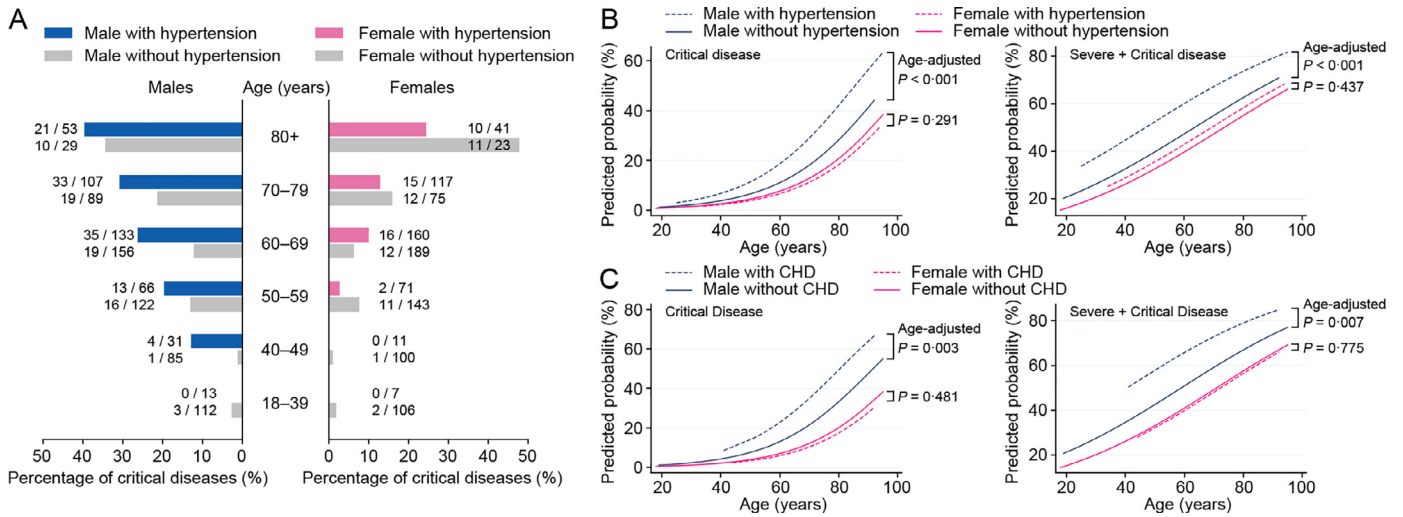 A
Male with hypertension
Male without hypertension
Female with hypertension
Female without hypertension
Males
Age (years)
Females
21 / 53
10 / 29
80+
10 / 41
11 / 23
33 / 107
19 / 89
70–79
15 / 117
12 / 75
35 / 133
19 / 156
60–69
16 / 160
12 / 189
13 / 66
16 / 122
50–59
2 / 71
11 / 143
4 / 31
1 / 85
40–49
0 / 11
1 / 100
0 / 13
3 / 112
18–39
0 / 7
2 / 106
50 40 30 20 10 0
0 10 20 30 40 50
Percentage of critical diseases (%)
Percentage of critical diseases (%)
B
Male with hypertension
Male without hypertension
Female with hypertension
Female without hypertension
Critical disease
Predicted probability (%)
60
40
20
0
20 40 60 80 100
Age (years)
Age-adjusted
P < 0·001
P = 0·291
Severe + Critical disease
Predicted probability (%)
80
60
40
20
20 40 60 80 100
Age (years)
Age-adjusted
P < 0·001
P = 0·437
C
Male with CHD
Male without CHD
Female with CHD
Female without CHD
Critical Disease
Predicted probability (%)
80
60
40
20
0
20 40 60 80 100
Age (years)
Age-adjusted
P = 0·003
P = 0·481
Severe + Critical Disease
Predicted probability (%)
80
60
40
20
20 40 60 80 100
Age (years)
Age-adjusted
P = 0·007
P = 0·775